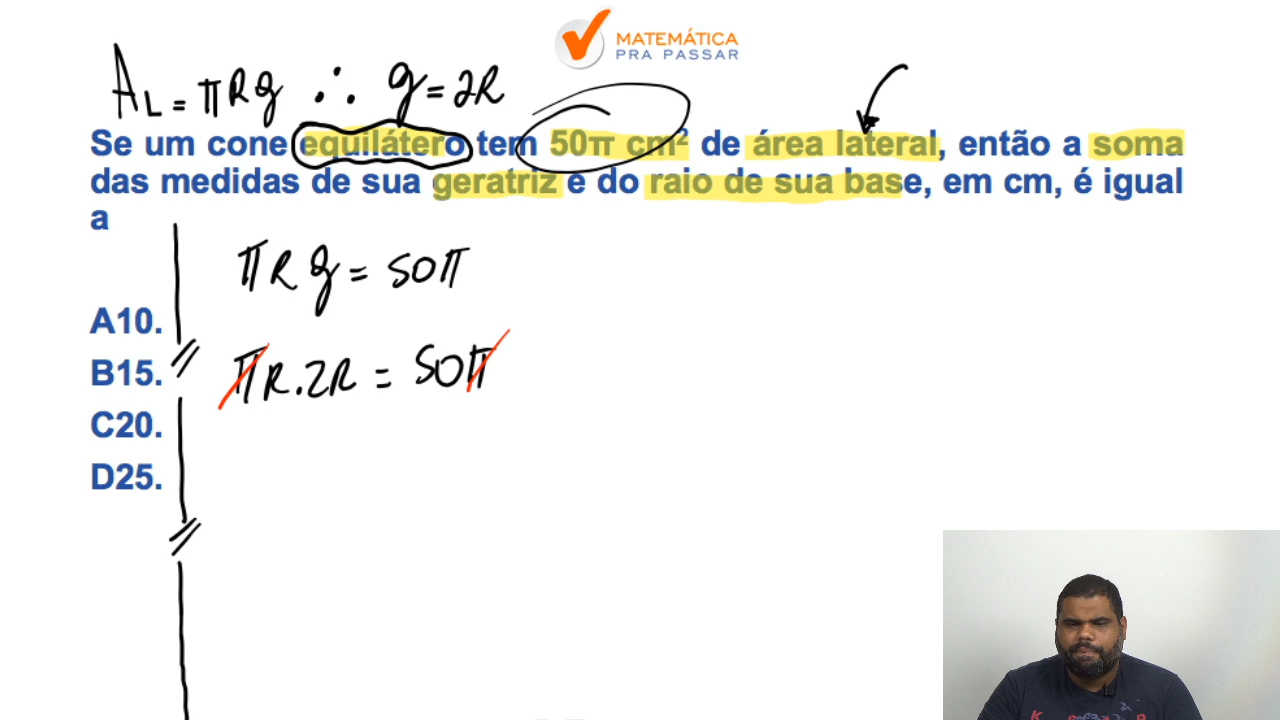 MATEMÁTICA
PRA PASSAR
AL = πRg ∴ g = 2R
Se um cone equilátero tem 50π cm² de área lateral, então a soma
das medidas de sua geratriz e do raio de sua base, em cm, é igual
a
πRg = 50π
A10.
B15.
πR.2R = 50π
C20.
D25.